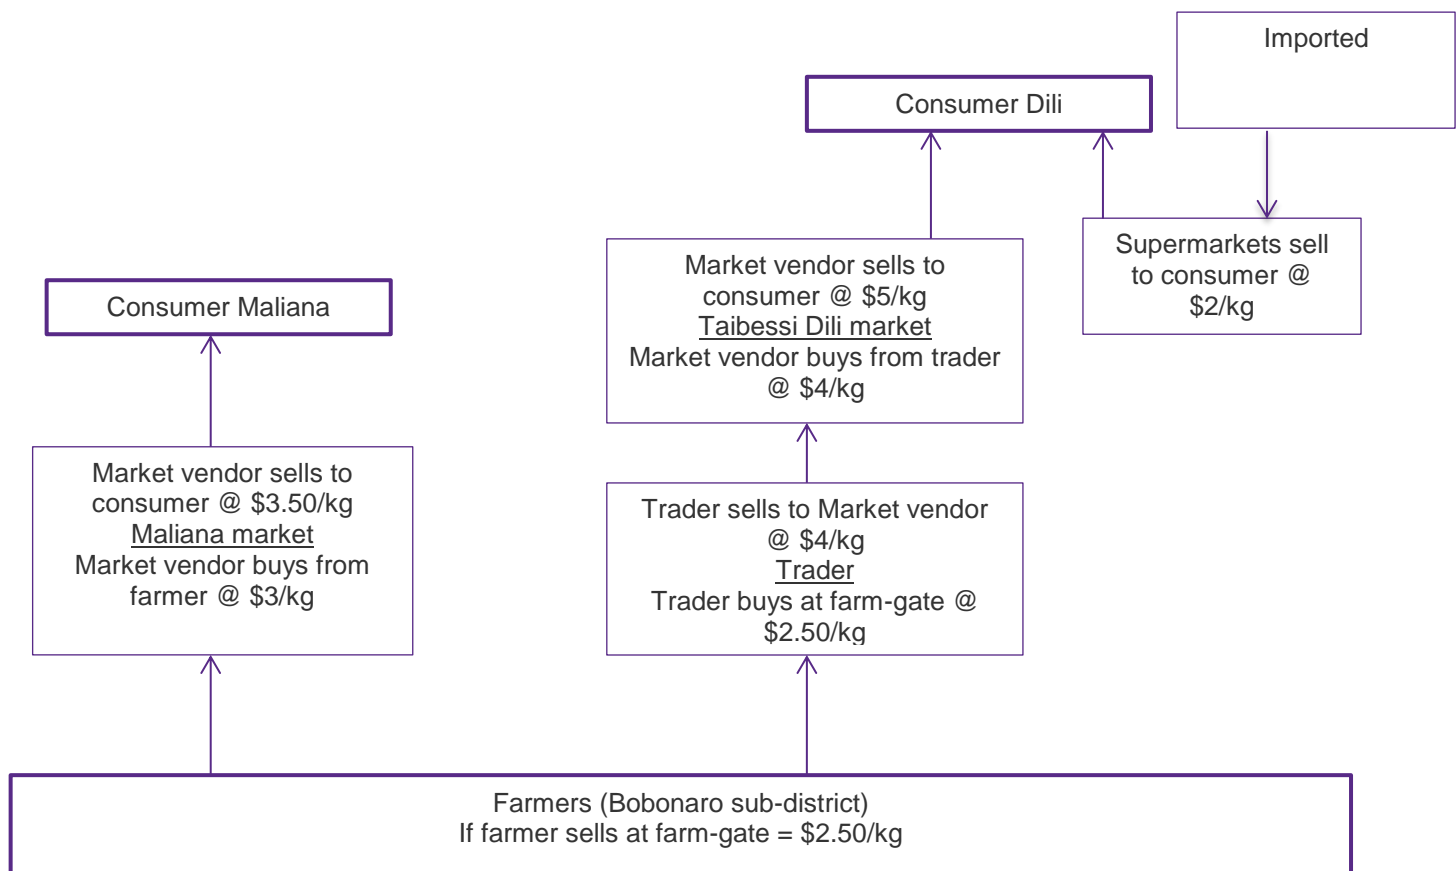 Imported
Consumer Dili
Supermarkets sell
to consumer @
$2/kg
Market vendor sells to
consumer @ $5/kg
Taibessi Dili market
Market vendor buys from trader
@ $4/kg
Consumer Maliana
Market vendor sells to
consumer @ $3.50/kg
Maliana market
Market vendor buys from
farmer @ $3/kg
Trader sells to Market vendor
@ $4/kg
Trader
Trader buys at farm-gate @
$2.50/kg
Farmers (Bobonaro sub-district)
If farmer sells at farm-gate = $2.50/kg